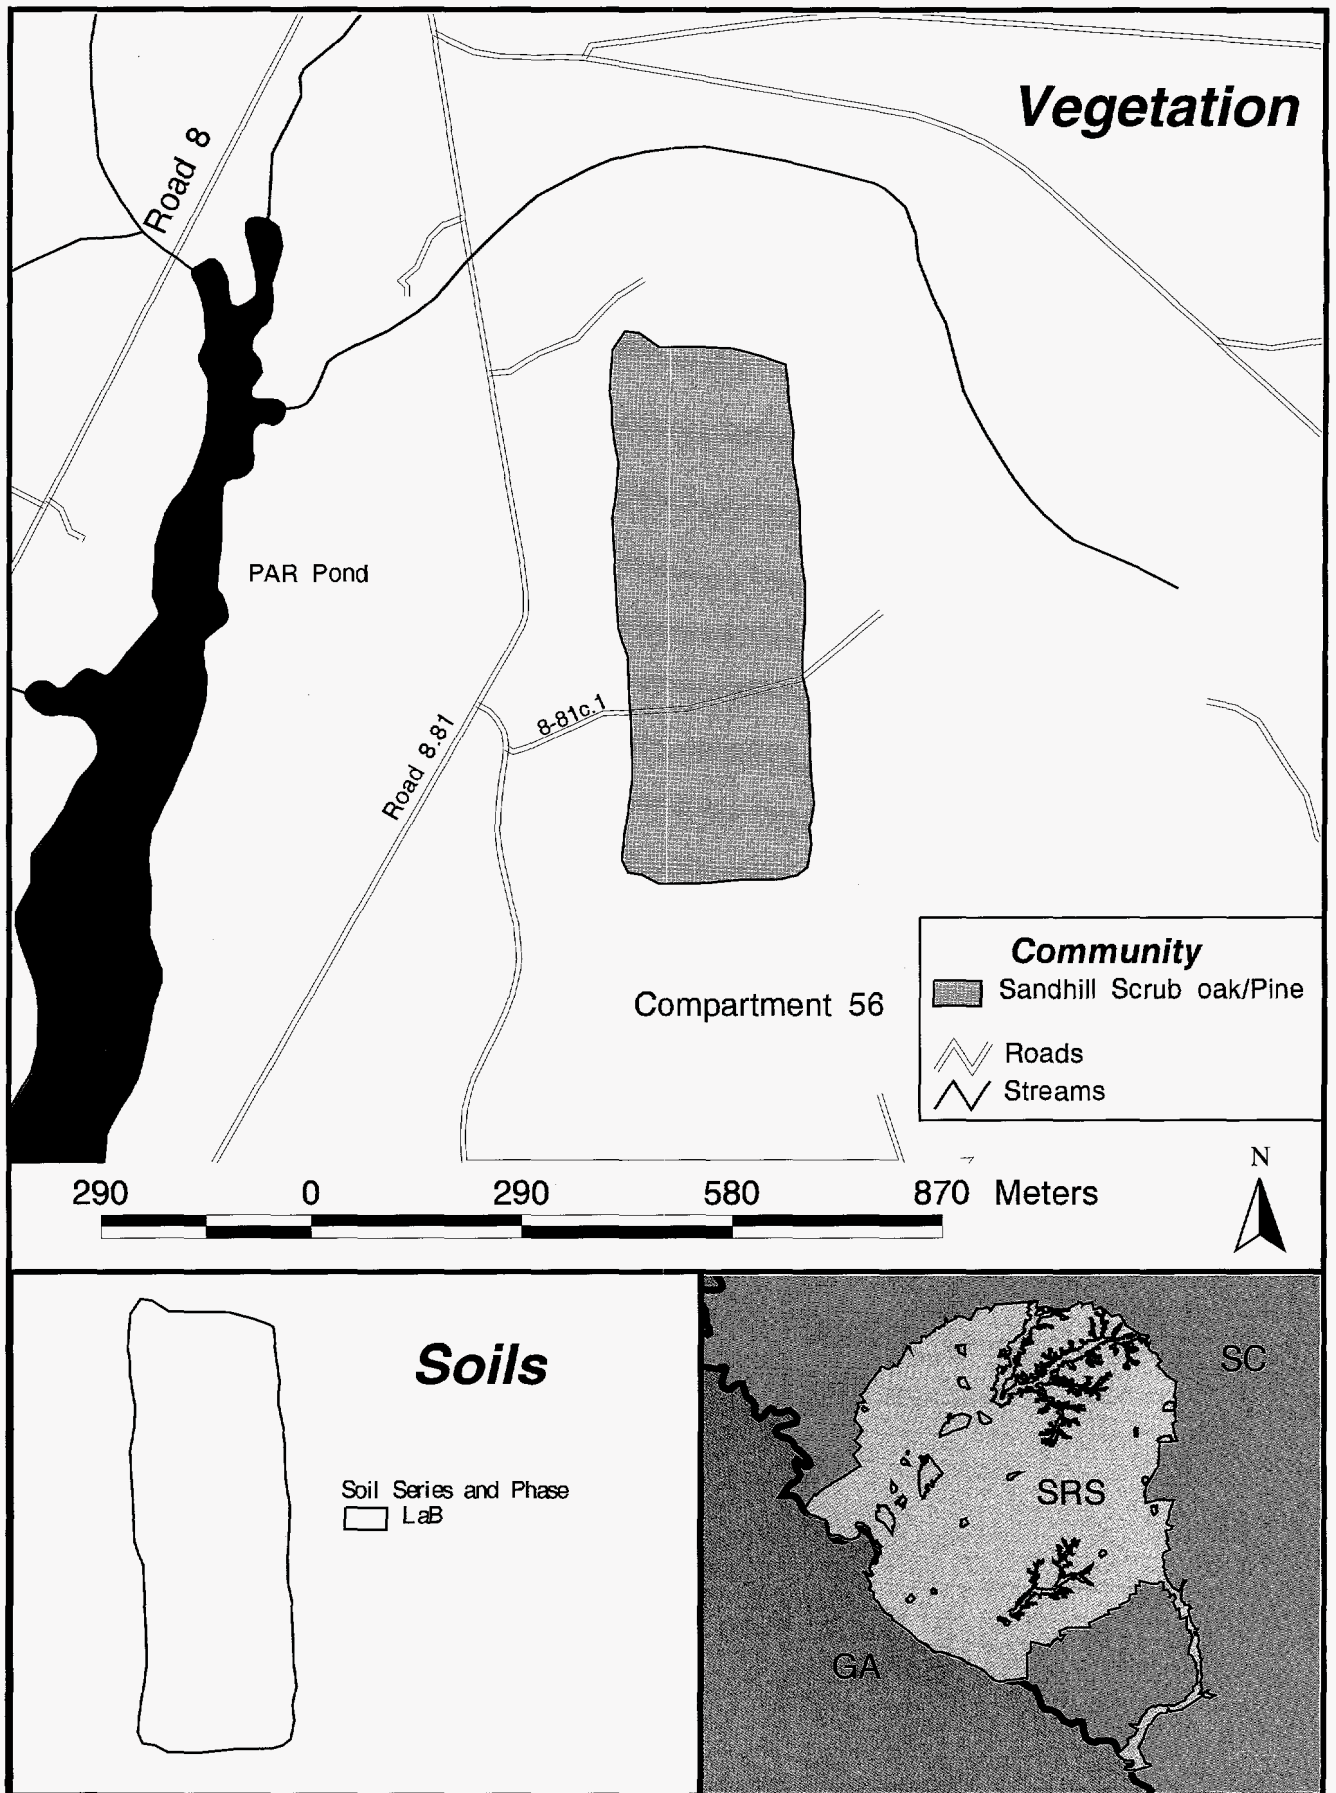 Vegetation
Road 8
PAR Pond
Road 8.81
8-81c.1
Compartment 56
Community
Sandhill Scrub oak/Pine
Roads
Streams
N
290 0 290 580 870 Meters
Soils
Soil Series and Phase
LaB
SC
SRS
GA